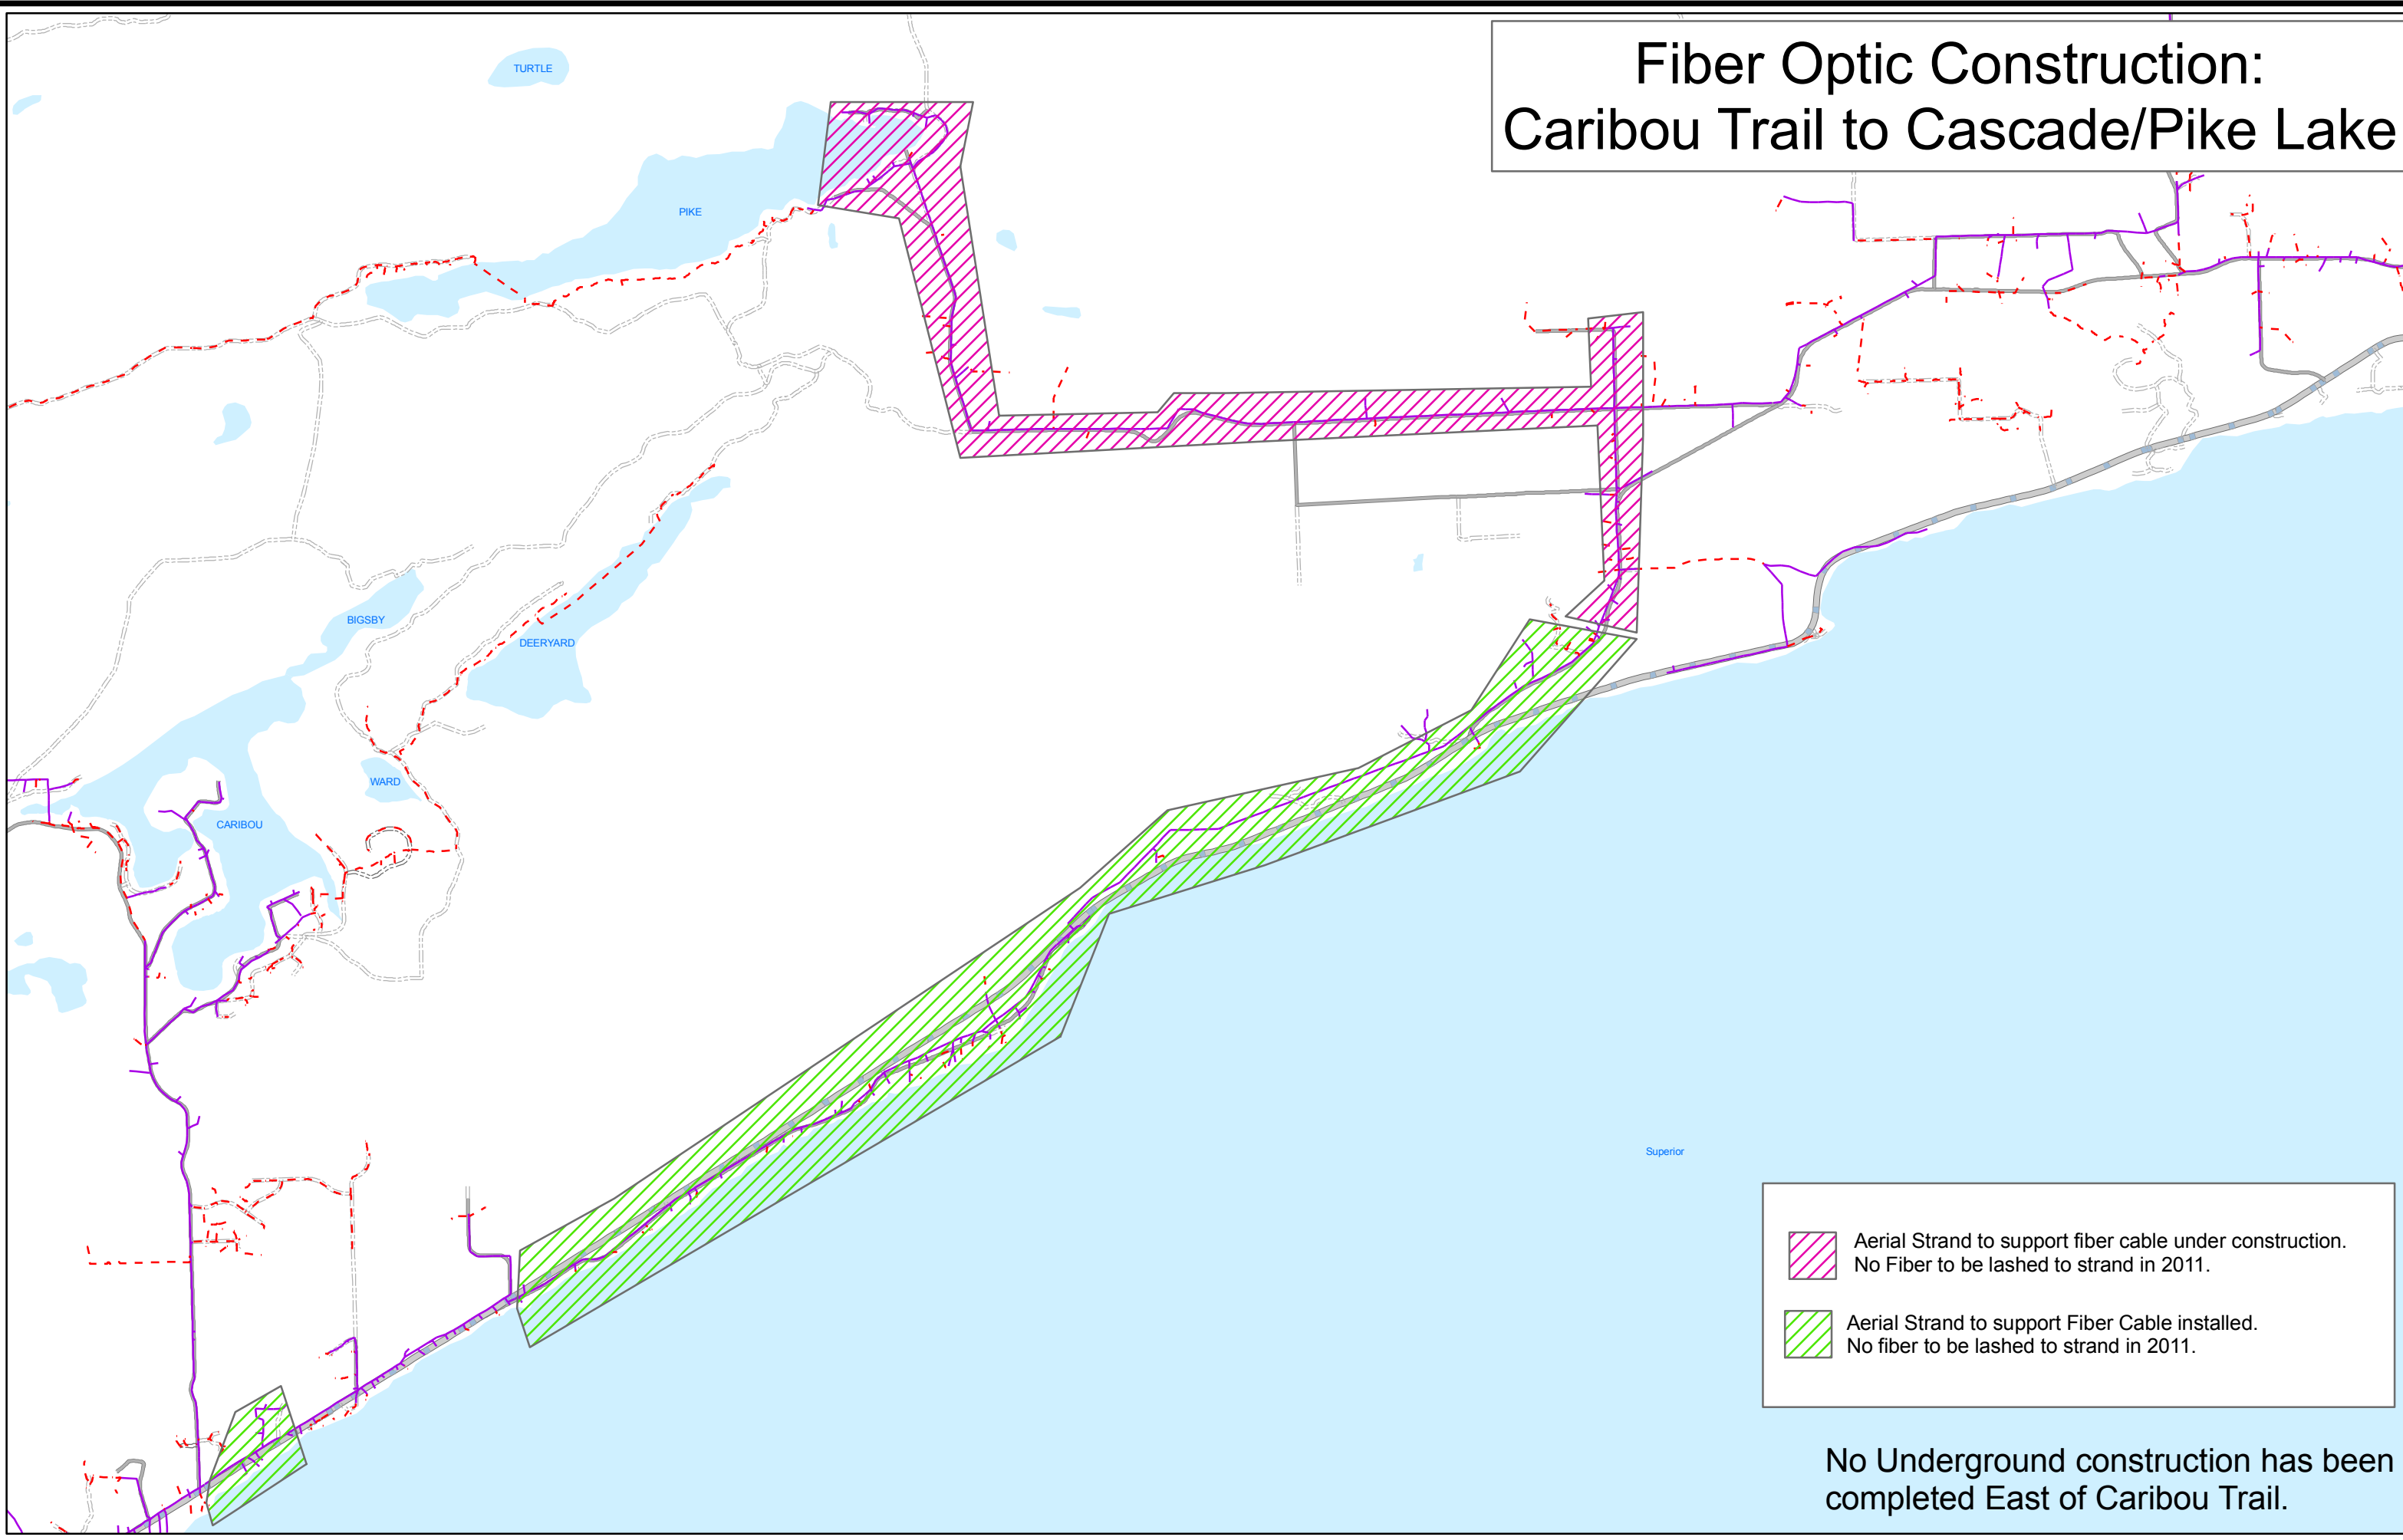 Fiber Optic Construction:
Caribou Trail to Cascade/Pike Lake
TURTLE
PIKE
BIGSBY
DEERYARD
WARD
CARIBOU
Superior
Aerial Strand to support fiber cable under construction.
No Fiber to be lashed to strand in 2011.
Aerial Strand to support Fiber Cable installed.
No fiber to be lashed to strand in 2011.
No Underground construction has been
completed East of Caribou Trail.